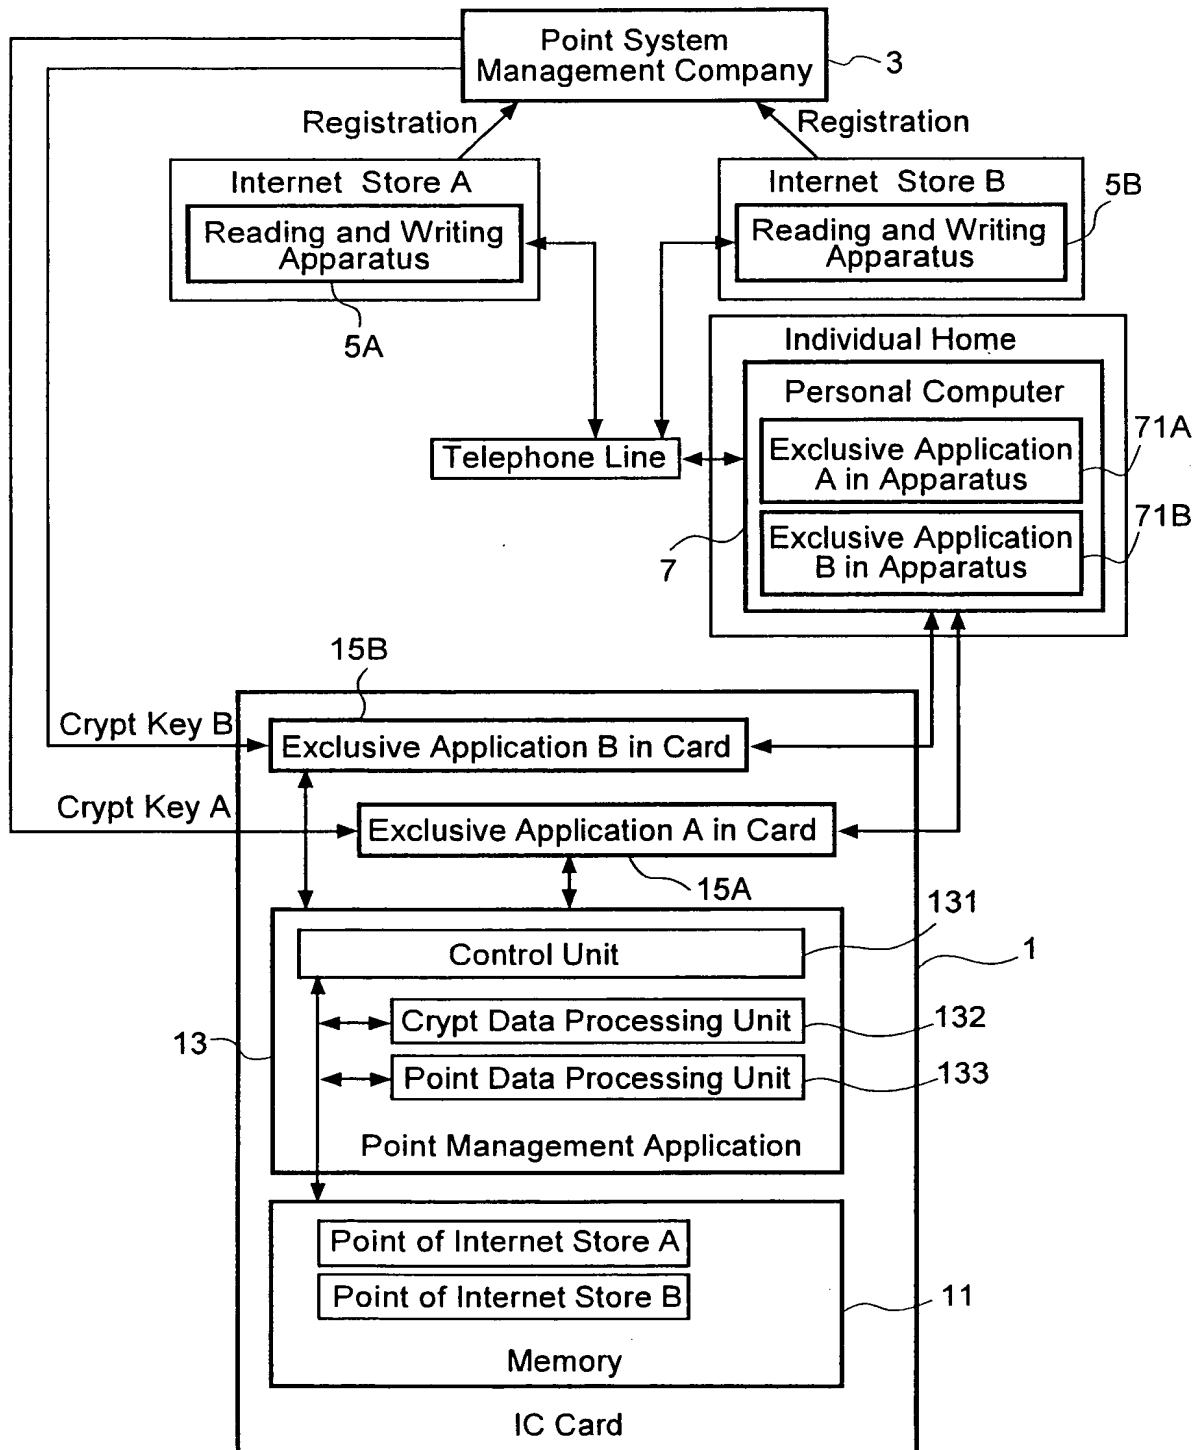 Point System
Management Company
3
Registration
Registration
Internet Store A
Reading and Writing
Apparatus
5A
Internet Store B
5B
Reading and Writing
Apparatus
Individual Home
Personal Computer
71A
Exclusive Application
A in Apparatus
71B
Exclusive Application
B in Apparatus
7
Telephone Line
15B
Crypt Key B
Exclusive Application B in Card
Crypt Key A
Exclusive Application A in Card
15A
131
Control Unit
1
Crypt Data Processing Unit
132
13
Point Data Processing Unit
133
Point Management Application
Point of Internet Store A
Point of Internet Store B
11
Memory
IC Card